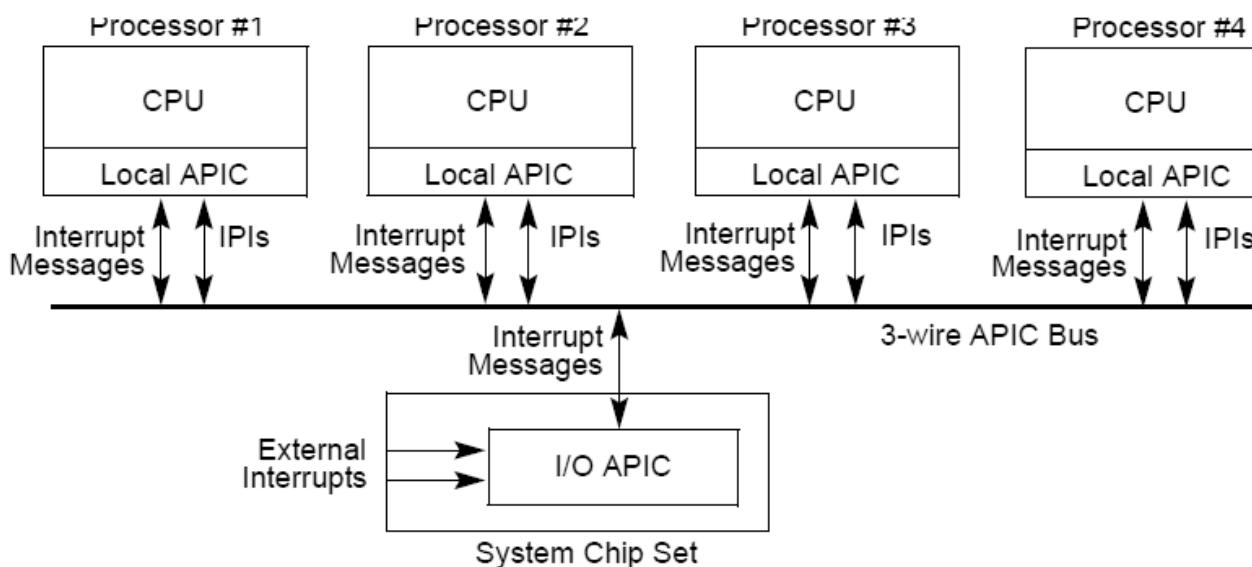 Processor #1
Processor #2
Processor #3
Processor #4
CPU
CPU
CPU
CPU
Local APIC
Local APIC
Local APIC
Local APIC
Interrupt
Messages
IPIs
Interrupt
Messages
IPIs
Interrupt
Messages
IPIs
Interrupt
Messages
IPIs
3-wire APIC Bus
Interrupt
Messages
External
Interrupts
I/O APIC
System Chip Set